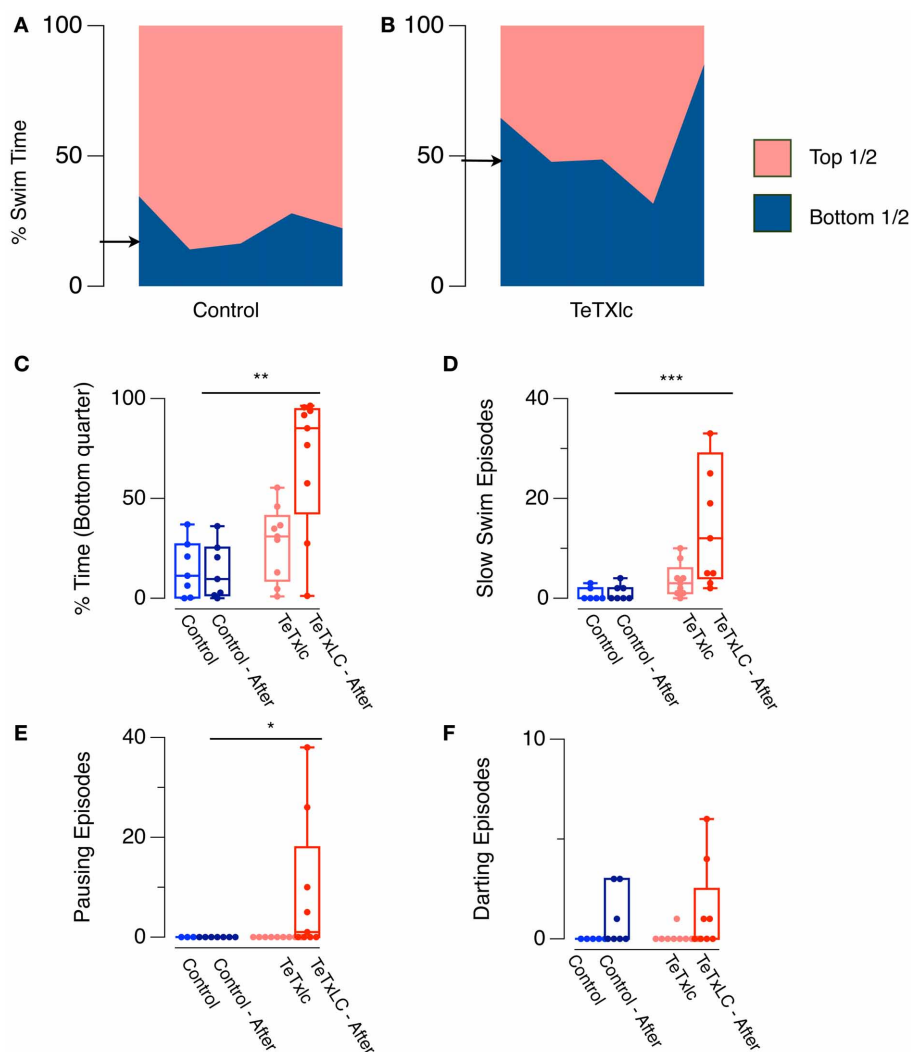 A
100
50
0
% Swim Time
Control
B
100
50
0
TeTXlc
Top 1/2
Bottom 1/2
C
**
100
50
0
% Time (Bottom quarter)
Control
Control - After
TeTxlc
TeTxLC - After
D
***
40
20
0
Slow Swim Episodes
Control
Control - After
TeTxlc
TeTxLC - After
E
*
40
20
0
Pausing Episodes
Control
Control - After
TeTxlc
TeTxLC - After
F
10
0
Darting Episodes
Control
Control - After
TeTxlc
TeTxLC - After